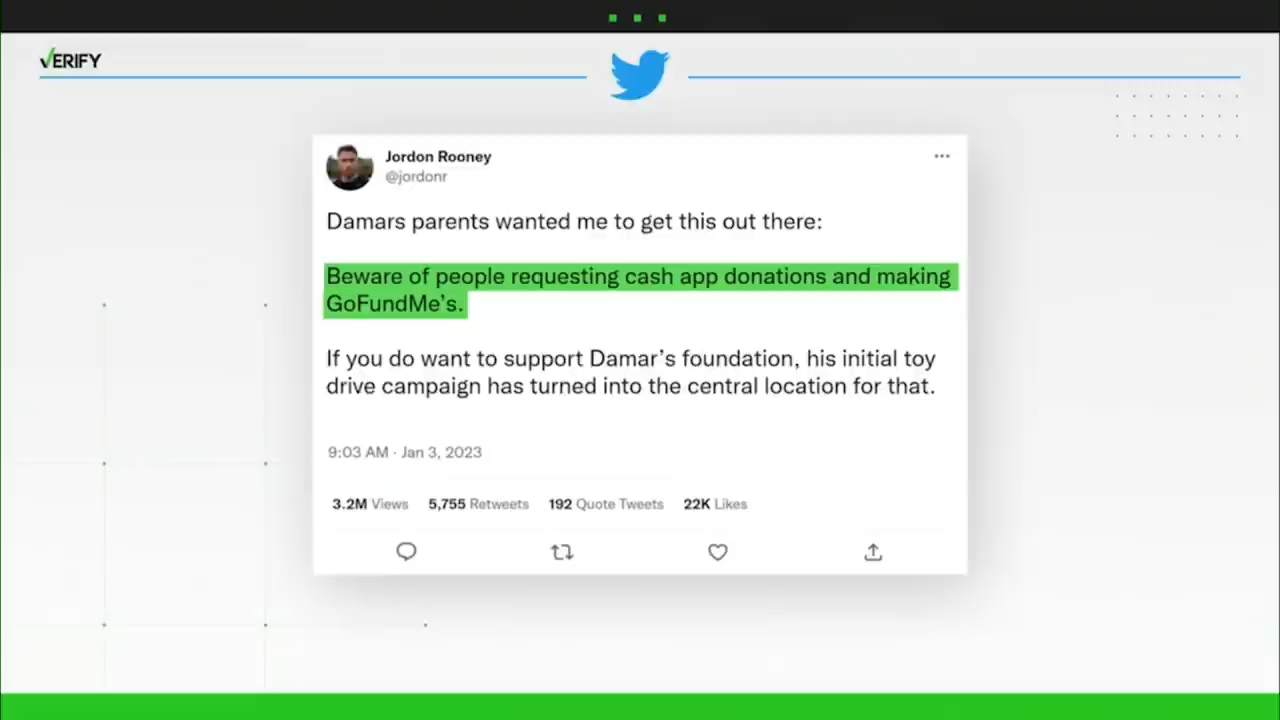 √ERIFY
Jordon Rooney
@jordonr
Damars parents wanted me to get this out there:
Beware of people requesting cash app donations and making
GoFundMe’s.
If you do want to support Damar’s foundation, his initial toy
drive campaign has turned into the central location for that.
9:03 AM · Jan 3, 2023
3.2M Views 5,755 Retweets 192 Quote Tweets 22K Likes